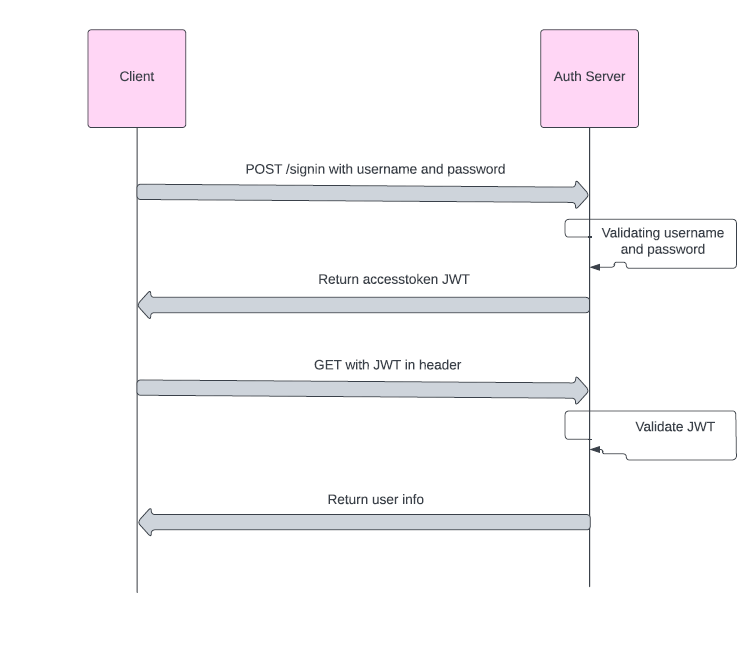 Client
Auth Server
POST /signin with username and password
Validating username
and password
Return accesstoken JWT
GET with JWT in header
Validate JWT
Return user info